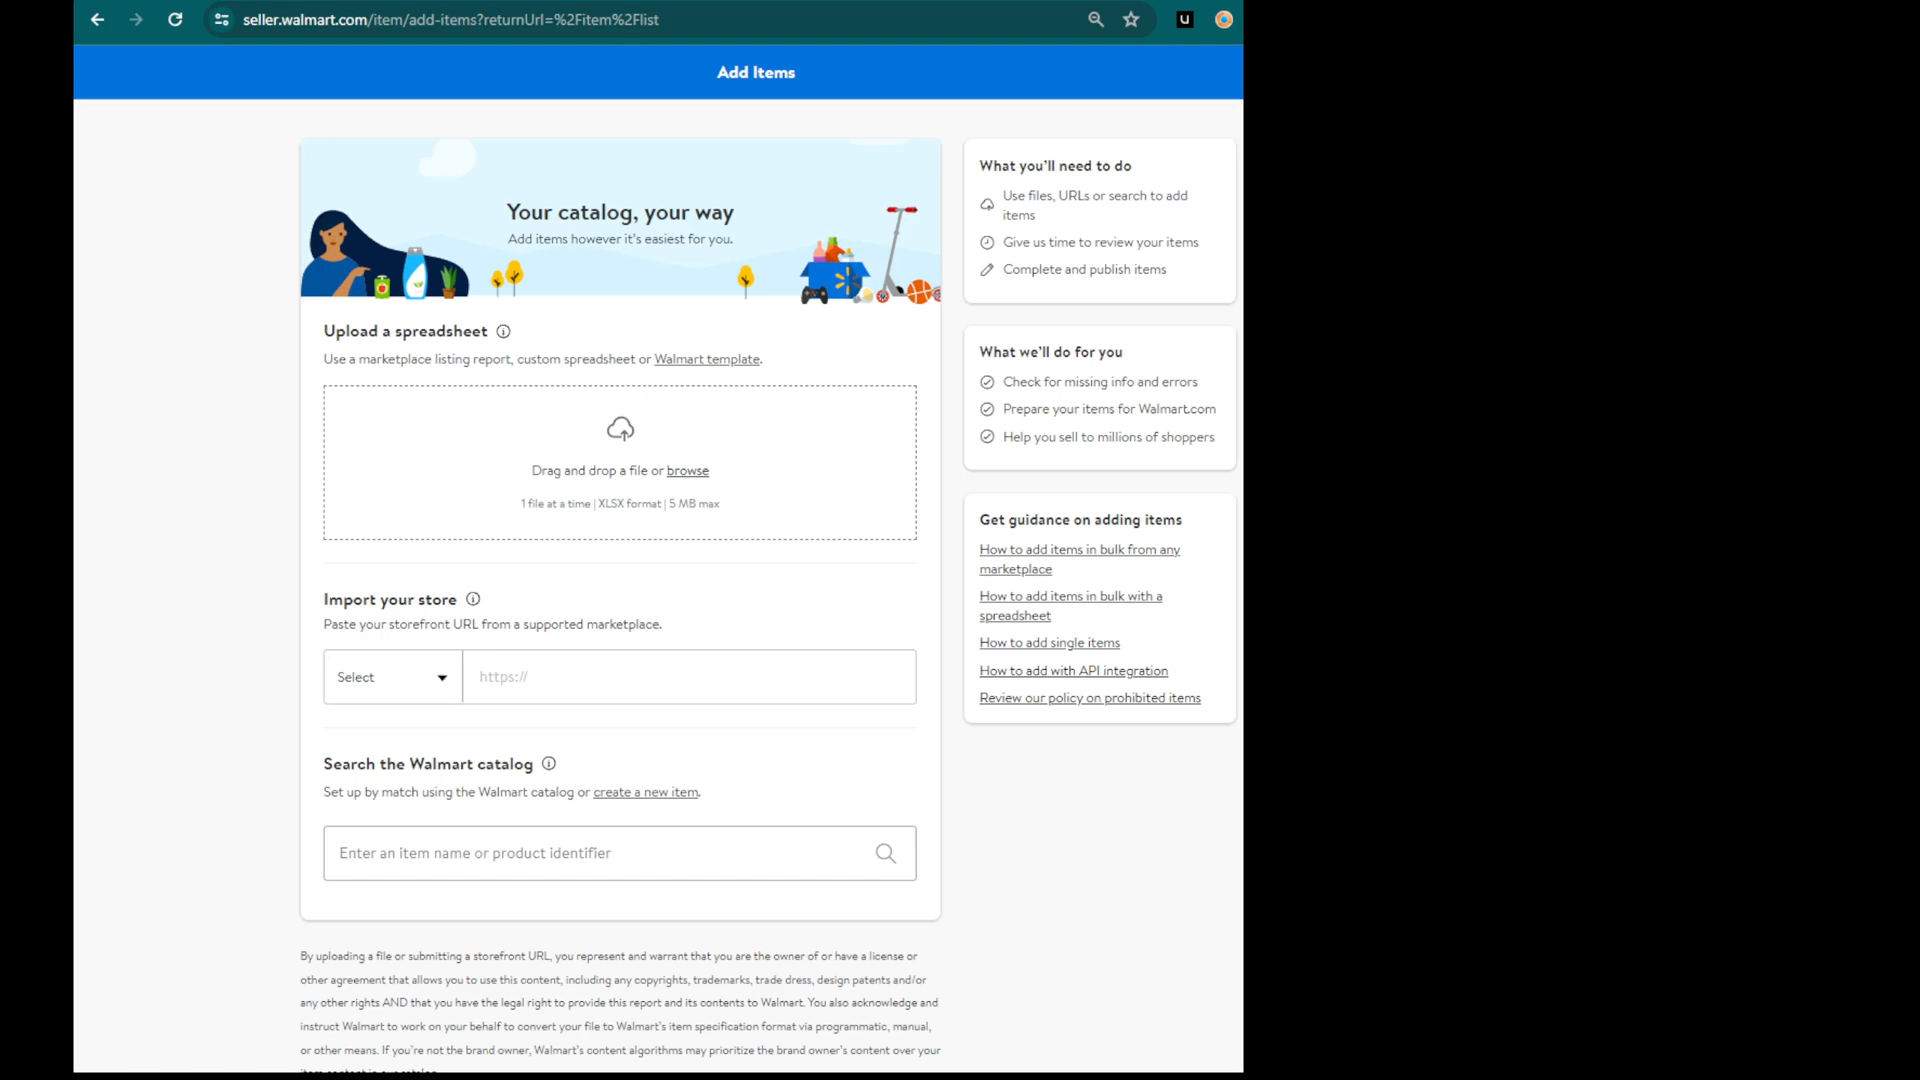 seller.walmart.com/item/add-items?returnUrl=%2Fitem%2Flist
u
Add Items
Your catalog, your way
Add items however it's easiest for you.
Upload a spreadsheet
Use a marketplace listing report, custom spreadsheet or Walmart template.
Drag and drop a file or browse
1 file at a time | XLSX format | 5 MB max
Import your store
Paste your storefront URL from a supported marketplace.
Select
https://
Search the Walmart catalog
Set up by match using the Walmart catalog or create a new item.
Enter an item name or product identifier
By uploading a file or submitting a storefront URL, you represent and warrant that you are the owner of or have a license or
other agreement that allows you to use this content, including any copyrights, trademarks, trade dress, design patents and/or
any other rights AND that you have the legal right to provide this report and its contents to Walmart. You also acknowledge and
instruct Walmart to work on your behalf to convert your file to Walmart's item specification format via programmatic, manual,
or other means. If you're not the brand owner, Walmart's content algorithms may prioritize the brand owner's content over your
What you'll need to do
Use files, URLs or search to add
items
Give us time to review your items
Complete and publish items
What we'll do for you
Check for missing info and errors
Prepare your items for Walmart.com
Help you sell to millions of shoppers
Get guidance on adding items
How to add items in bulk from any
marketplace
How to add items in bulk with a
spreadsheet
How to add single items
How to add with API integration
Review our policy on prohibited items